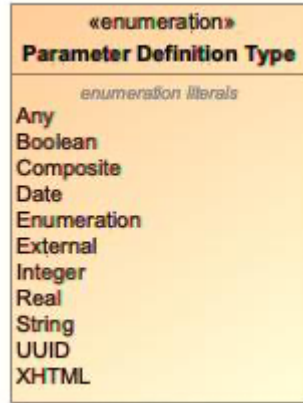 «enumeration»
Parameter Definition Type
enumeration literals
Any
Boolean
Composite
Date
Enumeration
External
Integer
Real
String
UUID
XHTML